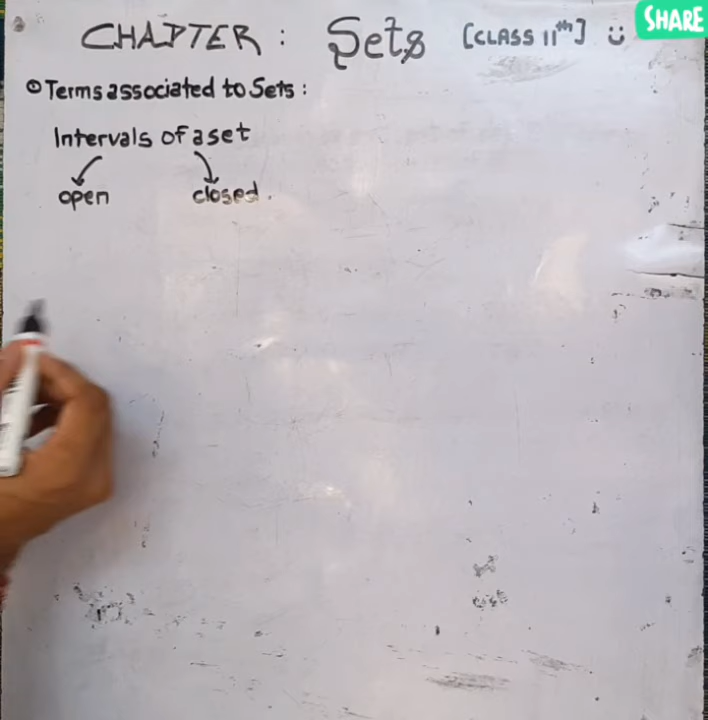 CHAPTER : Sets [CLASS 11th]
SHARE
Terms associated to Sets :
Intervals of a set
open closed.